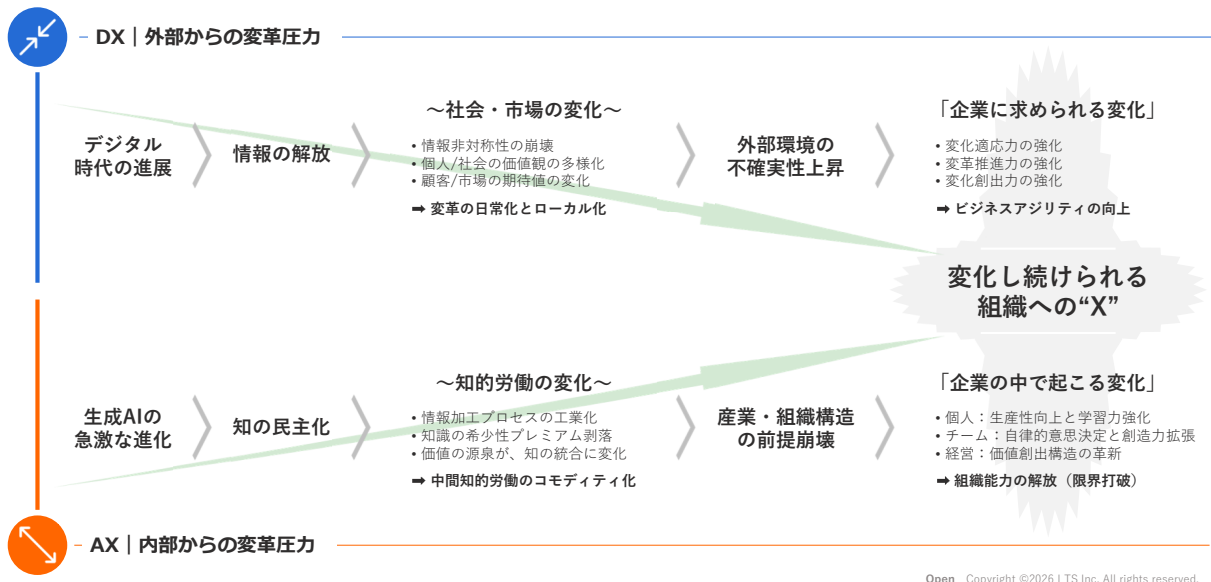 DX｜外部からの変革圧力
デジタル
時代の進展
情報の解放
～社会・市場の変化～
• 情報非対称性の崩壊
• 個人/社会の価値観の多様化
• 顧客/市場の期待値の変化
➡ 変革の日常化とローカル化
外部環境の
不確実性上昇
「企業に求められる変化」
• 変化適応力の強化
• 変革推進力の強化
• 変化創出力の強化
➡ ビジネスアジリティの向上
変化し続けられる
組織への“X”
生成AIの
急激な進化
知の民主化
～知的労働の変化～
• 情報加工プロセスの工業化
• 知識の希少性プレミアム剥落
• 価値の源泉が、知の統合に変化
➡ 中間知的労働のコモディティ化
産業・組織構造
の前提崩壊
「企業の中で起こる変化」
• 個人：生産性向上と学習力強化
• チーム：自律的意思決定と創造力拡張
• 経営：価値創出構造の革新
➡ 組織能力の解放（限界打破）
AX｜内部からの変革圧力
Open Copyright ©2026 LTS Inc. All rights reserved.